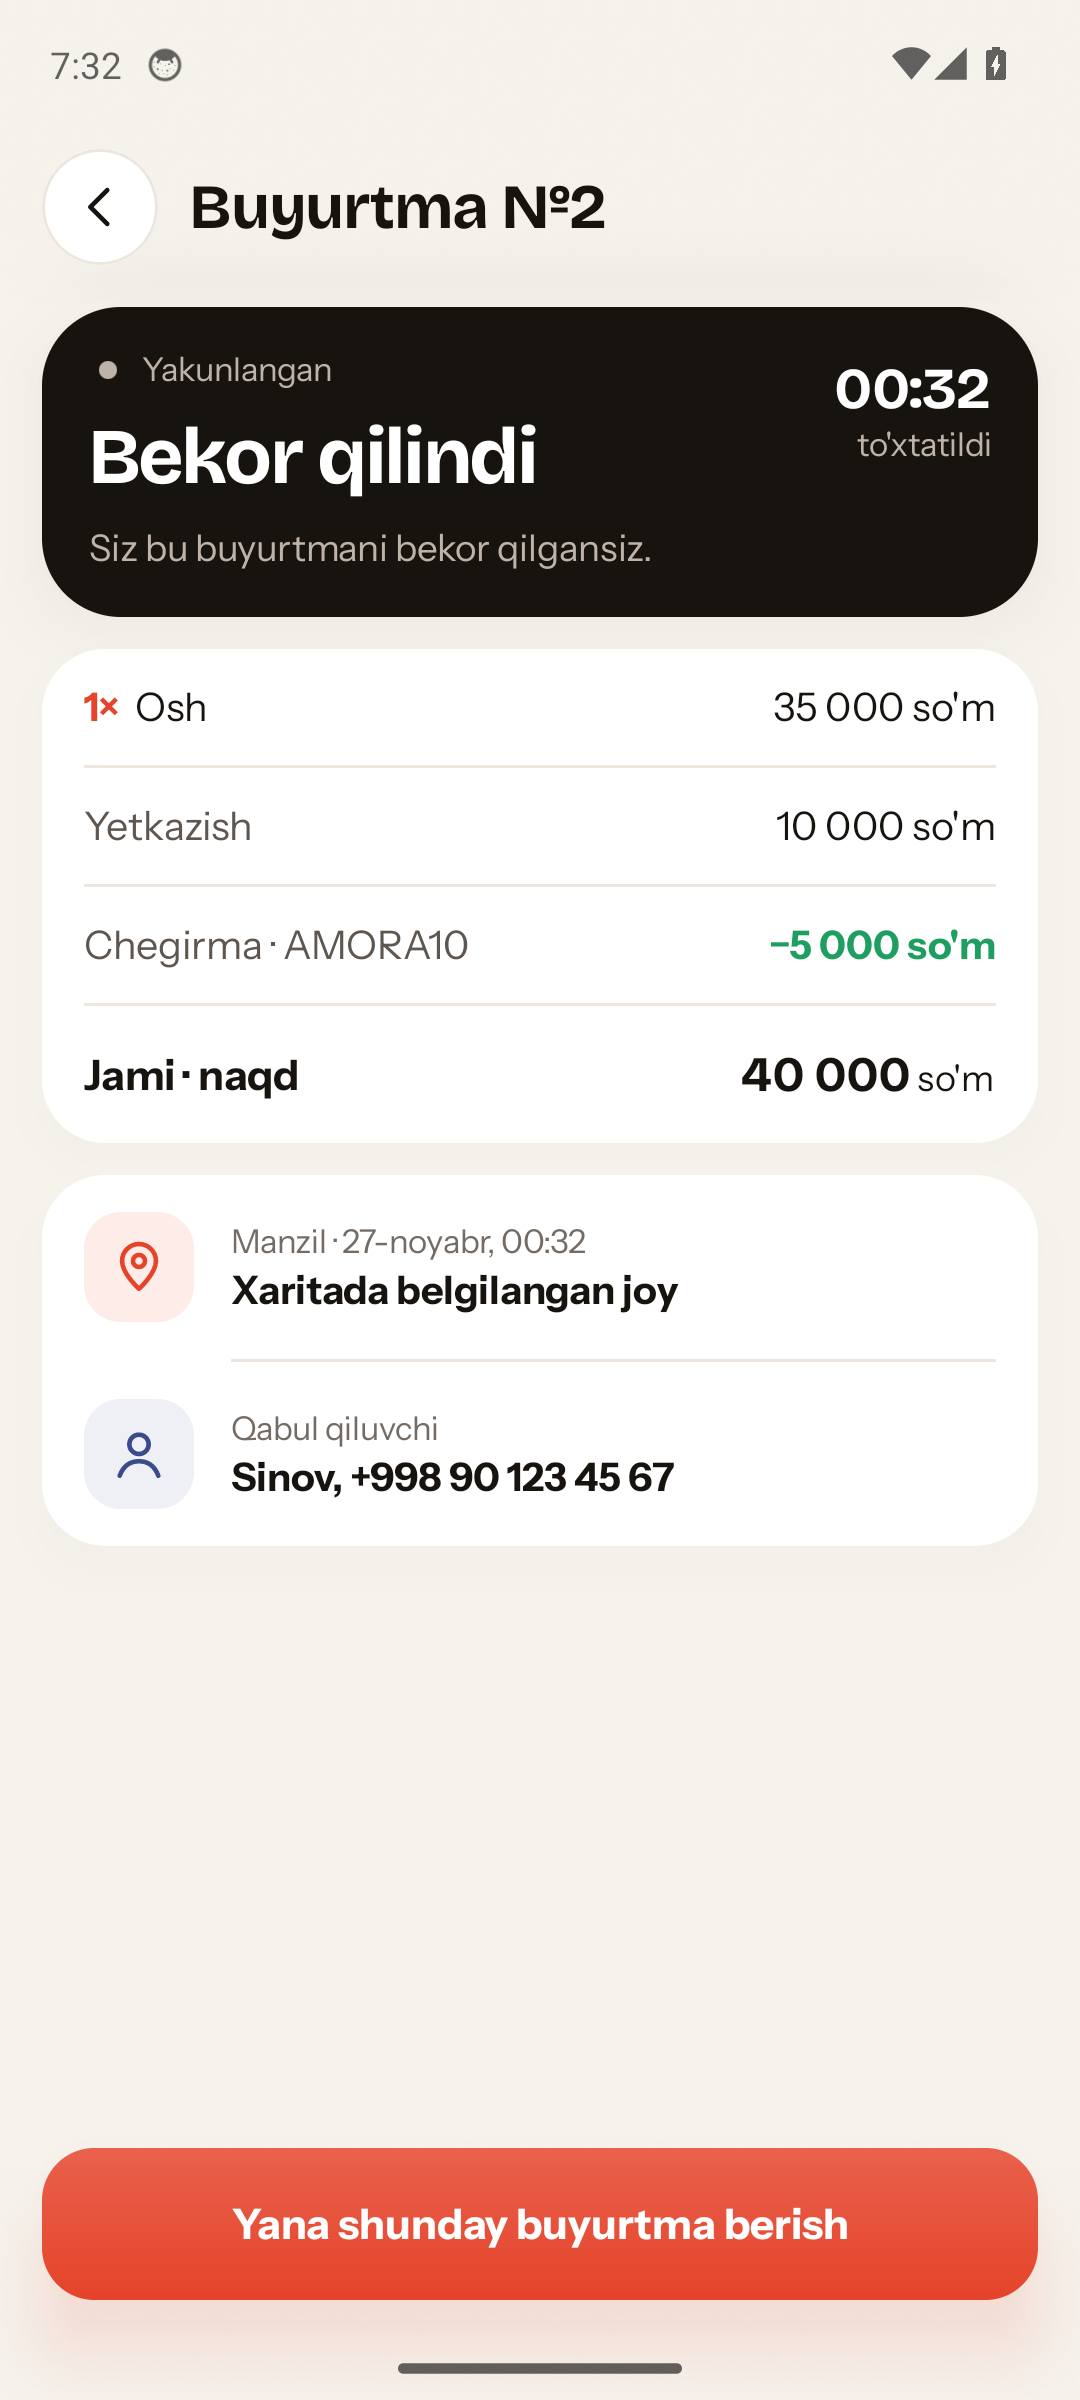 7:32
Buyurtma №2
Yakunlangan
00:32
to'xtatildi
Bekor qilindi
Siz bu buyurtmani bekor qilgansiz.
1× Osh 35 000 so'm
Yetkazish 10 000 so'm
Chegirma · AMORA10 −5 000 so'm
Jami · naqd 40 000 so'm
Manzil · 27-noyabr, 00:32
Xaritada belgilangan joy
Qabul qiluvchi
Sinov, +998 90 123 45 67
Yana shunday buyurtma berish